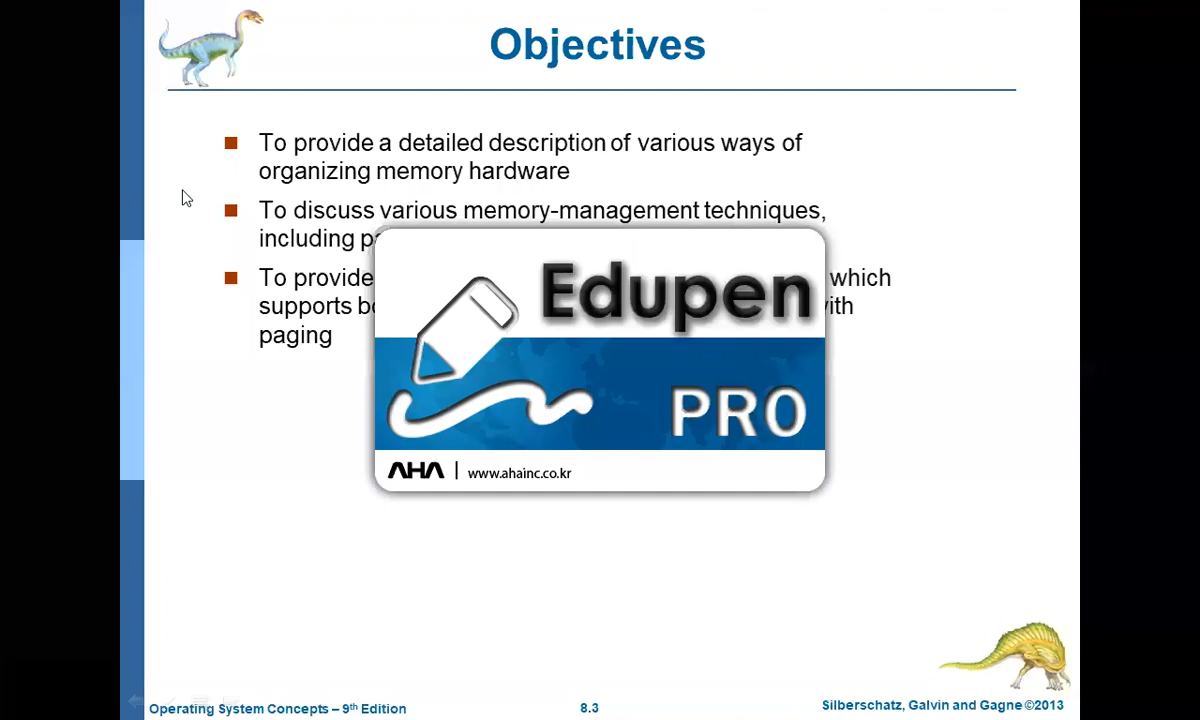 Objectives
To provide a detailed description of various ways of
organizing memory hardware
To discuss various memory-management techniques,
including
To provide which
supports
paging
Edupen
PRO
AHA | www.ahainc.co.kr
Operating System Concepts – 9th Edition
8.3
Silberschatz, Galvin and Gagne ©2013